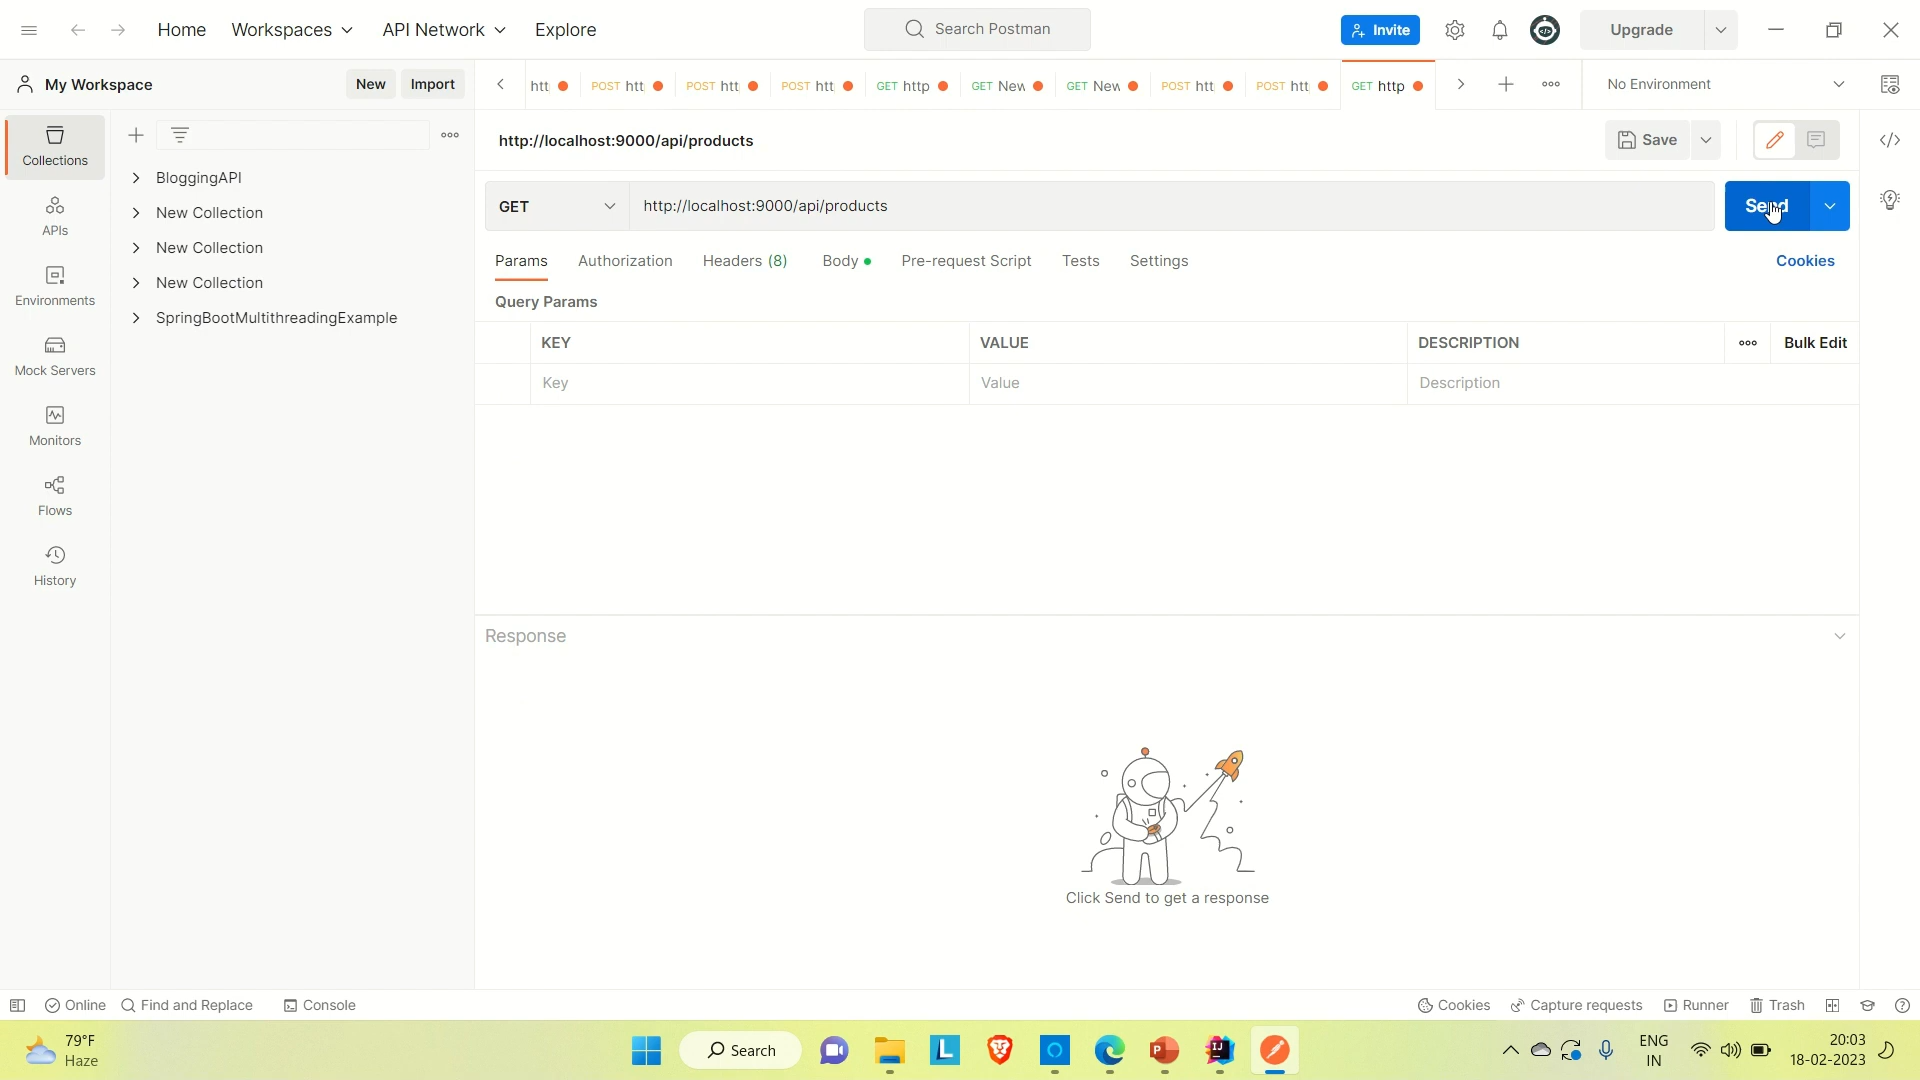 Home Workspaces API Network Explore Search Postman Invite Upgrade
My Workspace New Import htt POST htt POST htt POST htt GET http GET New GET New POST htt POST htt GET http No Environment
Collections
http://localhost:9000/api/products Save
BloggingAPI
New Collection
New Collection
New Collection
SpringBootMultithreadingExample
APIs
Environments
Mock Servers
Monitors
Flows
History
GET http://localhost:9000/api/products Send
Params Authorization Headers (8) Body Pre-request Script Tests Settings Cookies
Query Params
KEY VALUE DESCRIPTION Bulk Edit
Key Value Description
Response
Click Send to get a response
Online Find and Replace Console Cookies Capture requests Runner Trash
79°F
Haze
Search
ENG
IN
20:03
18-02-2023